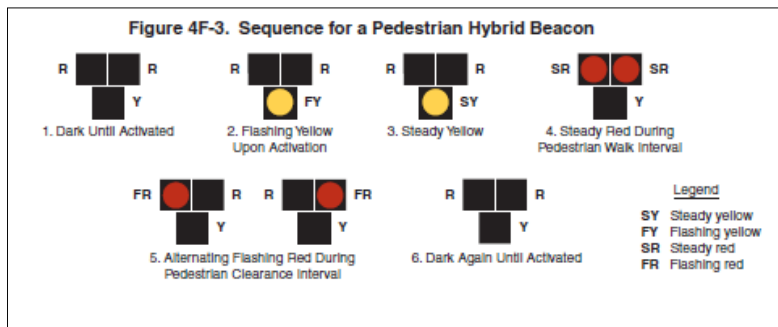 Figure 4F-3. Sequence for a Pedestrian Hybrid Beacon
R R
Y
1. Dark Until Activated
R R
FY
2. Flashing Yellow
Upon Activation
R R
SY
3. Steady Yellow
SR SR
Y
4. Steady Red During
Pedestrian Walk Interval
FR R
Y
R FR
Y
5. Alternating Flashing Red During
Pedestrian Clearance Interval
R R
Y
6. Dark Again Until Activated
Legend
SY Steady yellow
FY Flashing yellow
SR Steady red
FR Flashing red